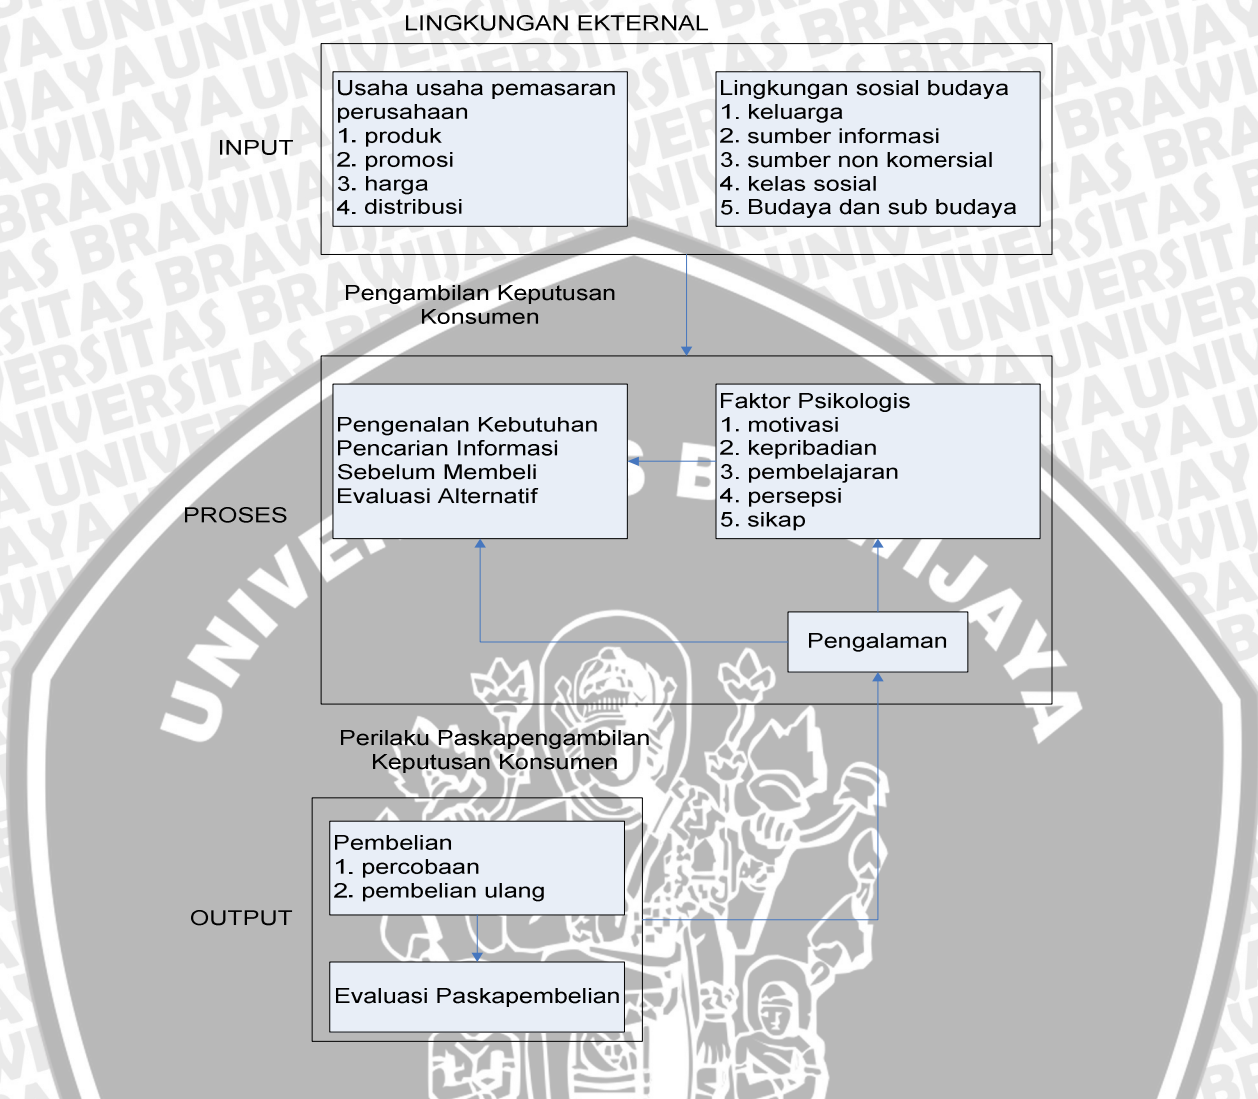 LINGKUNGAN EKTERNAL
INPUT
Usaha usaha pemasaran
perusahaan
1. produk
2. promosi
3. harga
4. distribusi
Lingkungan sosial budaya
1. keluarga
2. sumber informasi
3. sumber non komersial
4. kelas sosial
5. Budaya dan sub budaya
Pengambilan Keputusan
Konsumen
PROSES
Pengenalan Kebutuhan
Pencarian Informasi
Sebelum Membeli
Evaluasi Alternatif
Faktor Psikologis
1. motivasi
2. kepribadian
3. pembelajaran
4. persepsi
5. sikap
Pengalaman
Perilaku Paskapengambilan
Keputusan Konsumen
OUTPUT
Pembelian
1. percobaan
2. pembelian ulang
Evaluasi Paskapembelian